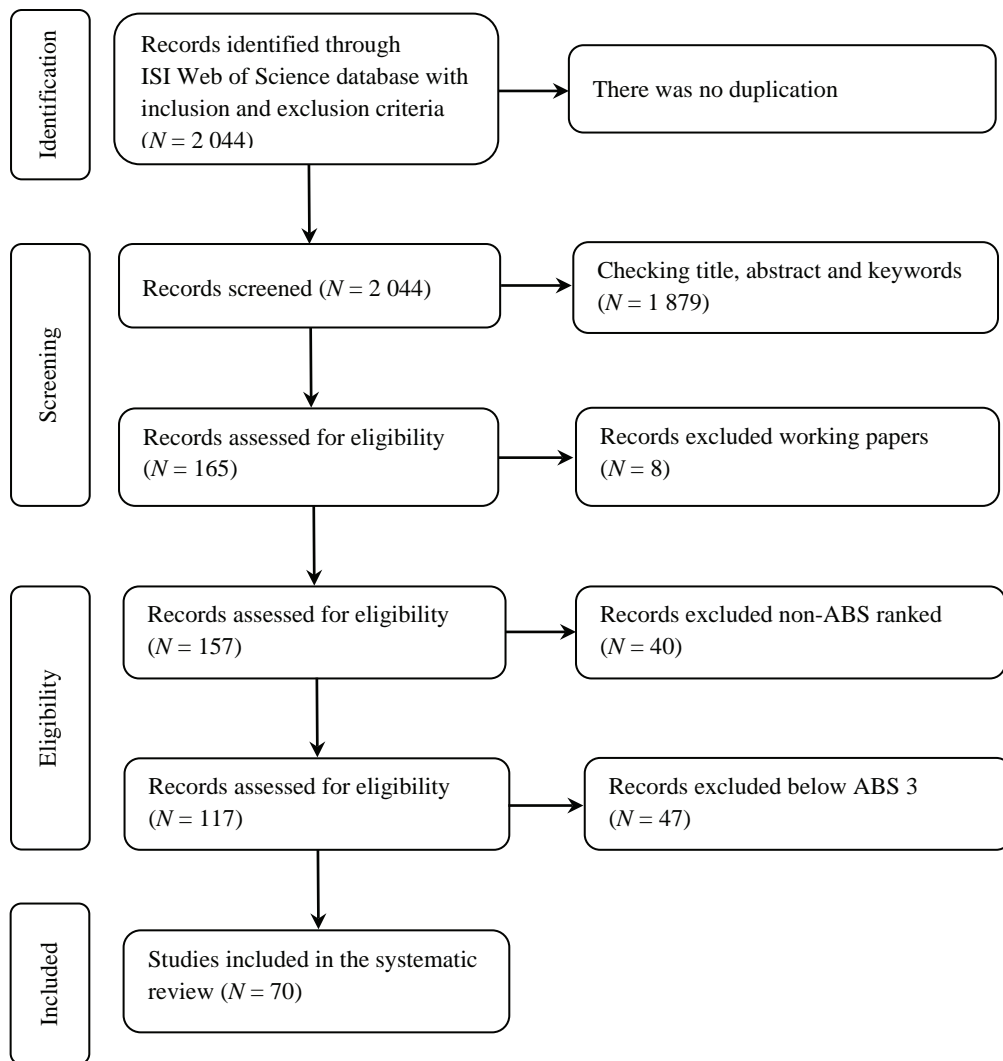 Identification
Records identified through
ISI Web of Science database with
inclusion and exclusion criteria
(N = 2 044)
There was no duplication
Screening
Records screened (N = 2 044)
Checking title, abstract and keywords
(N = 1 879)
Records assessed for eligibility
(N = 165)
Records excluded working papers
(N = 8)
Eligibility
Records assessed for eligibility
(N = 157)
Records excluded non-ABS ranked
(N = 40)
Records assessed for eligibility
(N = 117)
Records excluded below ABS 3
(N = 47)
Included
Studies included in the systematic
review (N = 70)